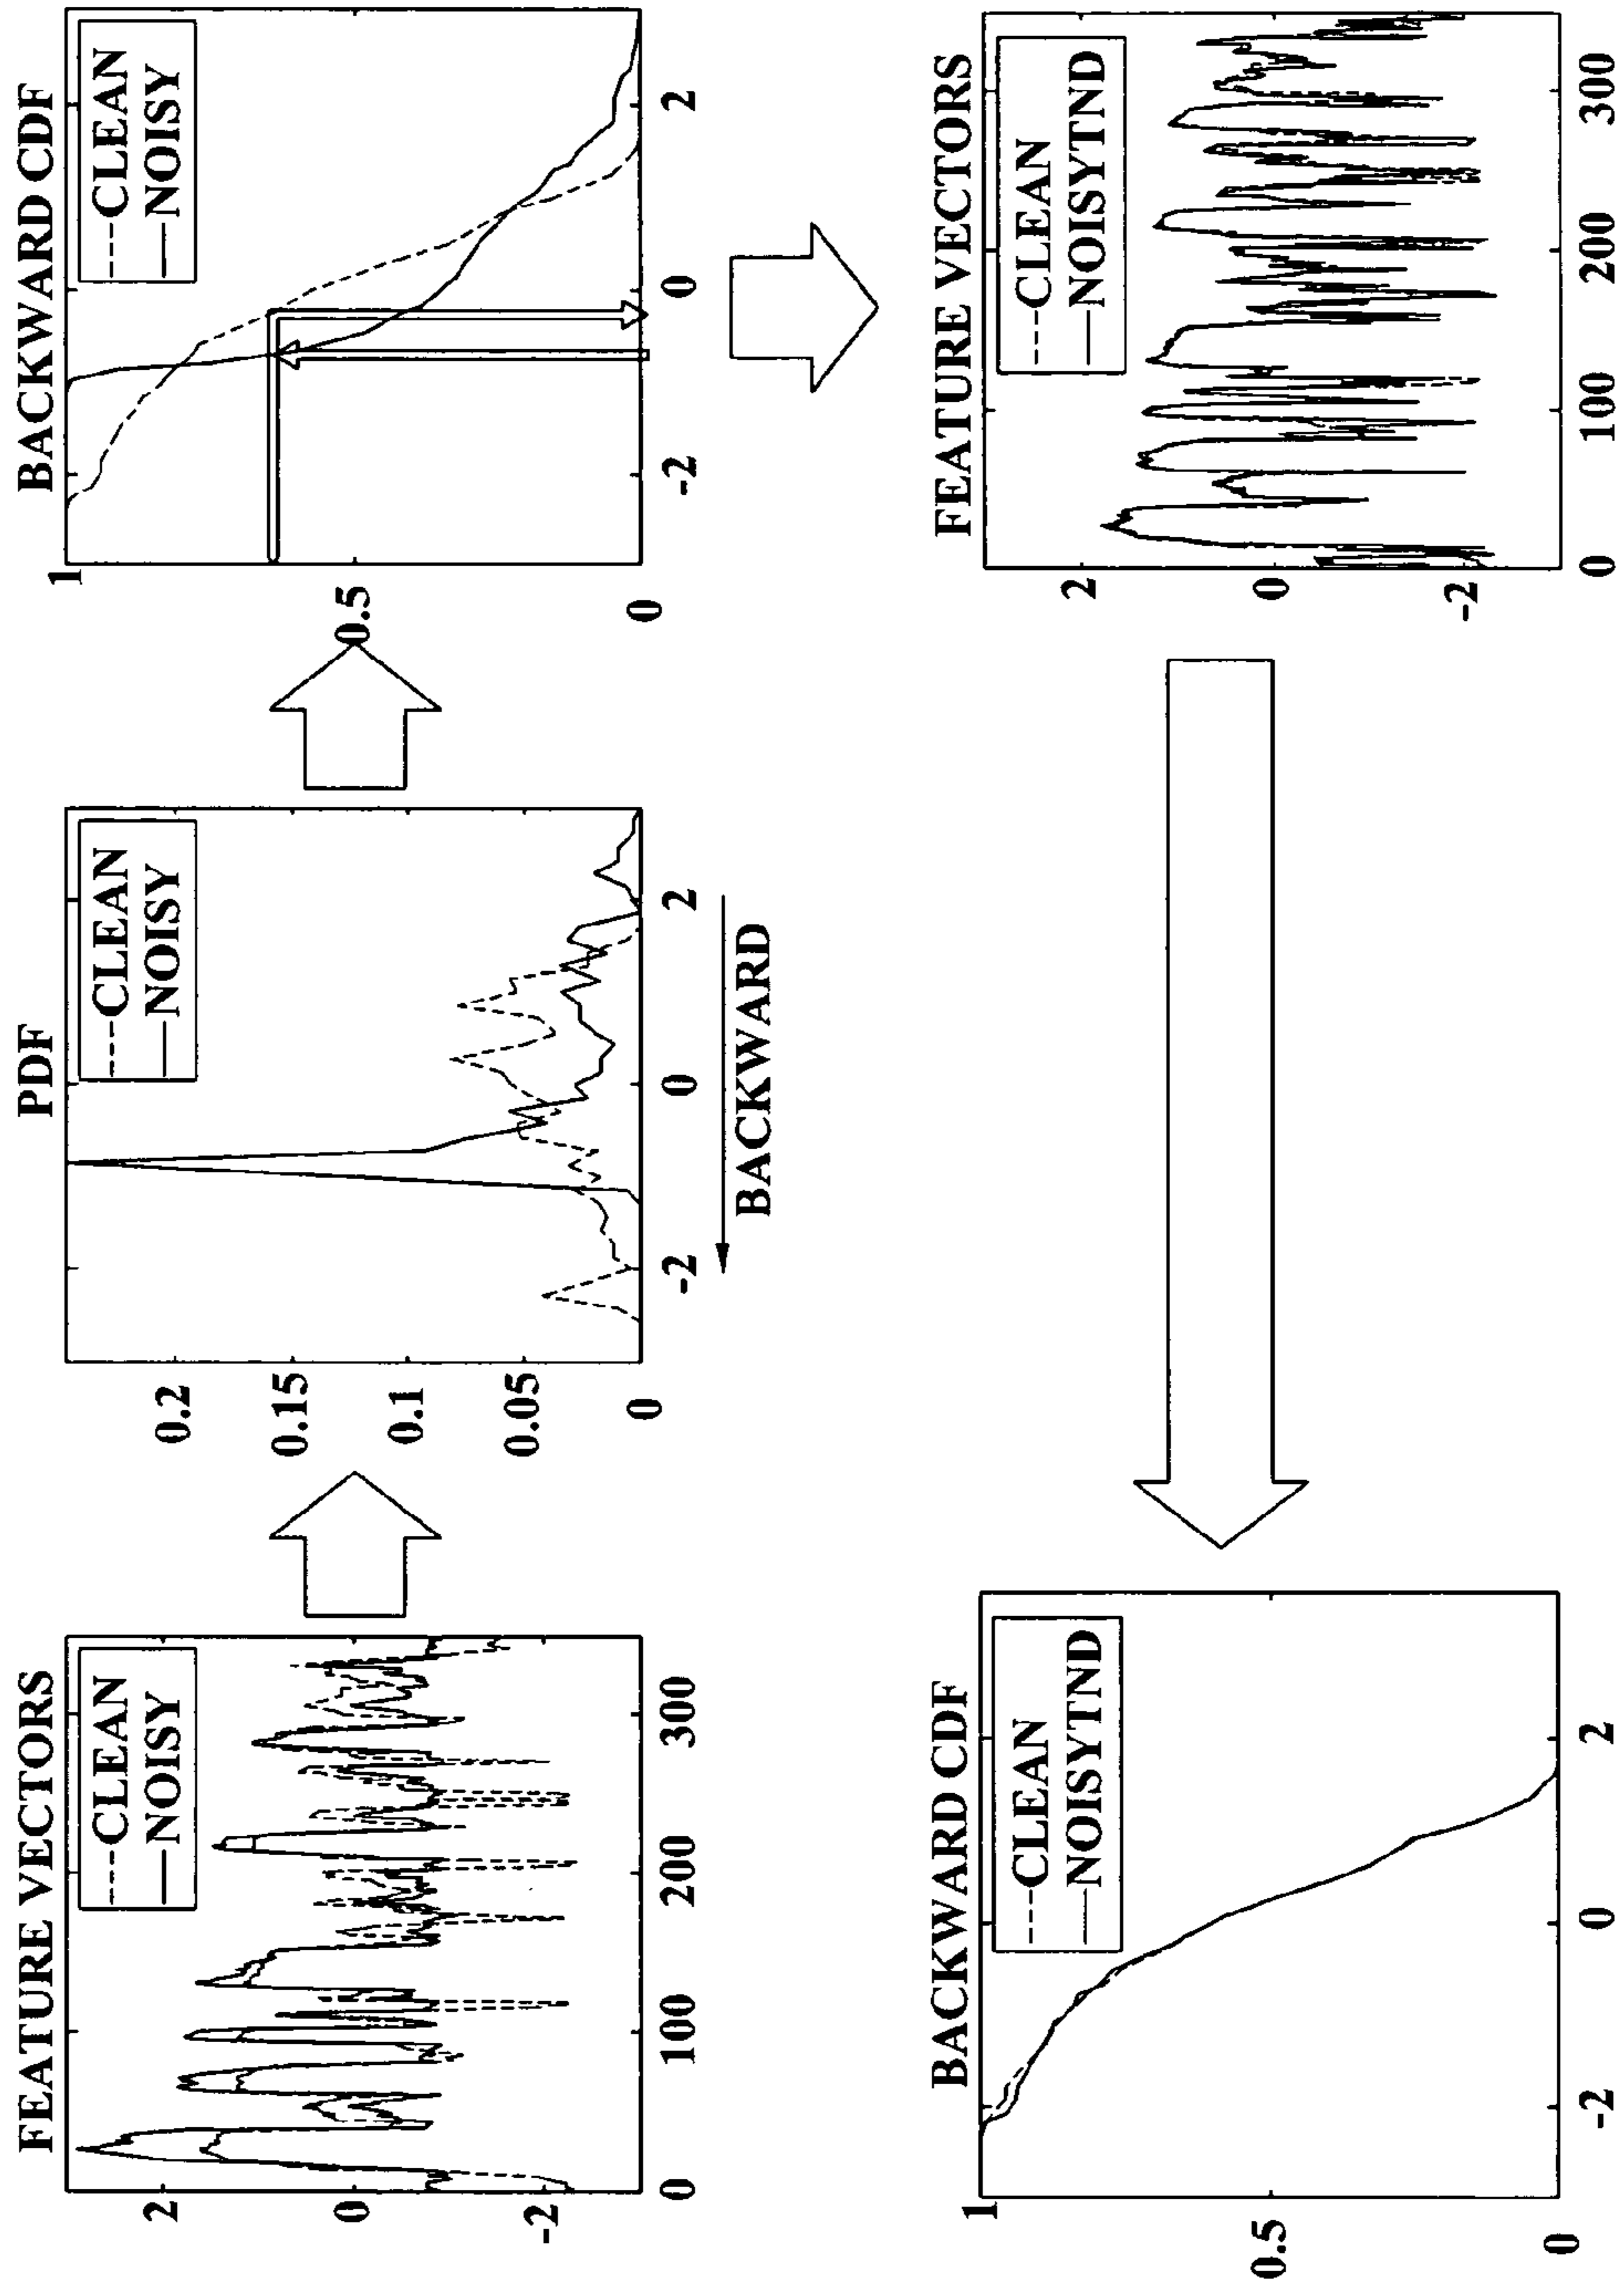 FEATURE VECTORS
CLEAN
NOISY
2
0
-2
0
100
200
300
PDF
CLEAN
NOISY
0.2
0.15
0.1
0.05
0
-2
0
2
BACKWARD
BACKWARD CDF
CLEAN
NOISY
1
0.5
0
-2
0
2
BACKWARD CDF
CLEAN
NOISYTND
1
0.5
0
-2
0
2
FEATURE VECTORS
CLEAN
NOISYTND
2
0
-2
0
100
200
300